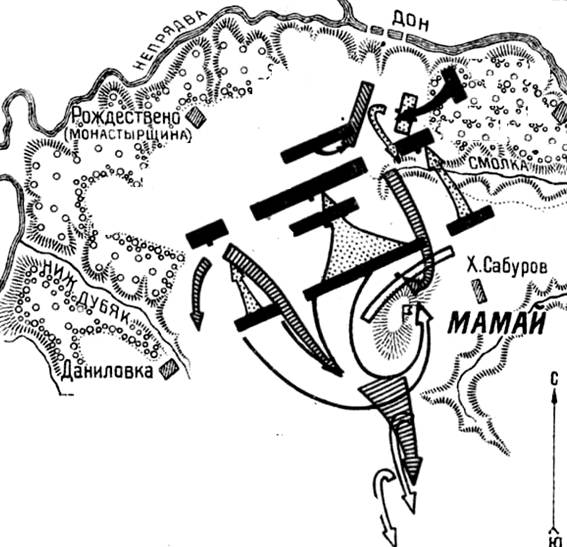 НЕПРЯДВА
ДОН
Рождествено
(МОНАСТЫРЩИНА)
СМОЛКА
НИЖ. ДУБЯК
Х.Сабуров
МАМАЙ
Даниловка
С
Ю